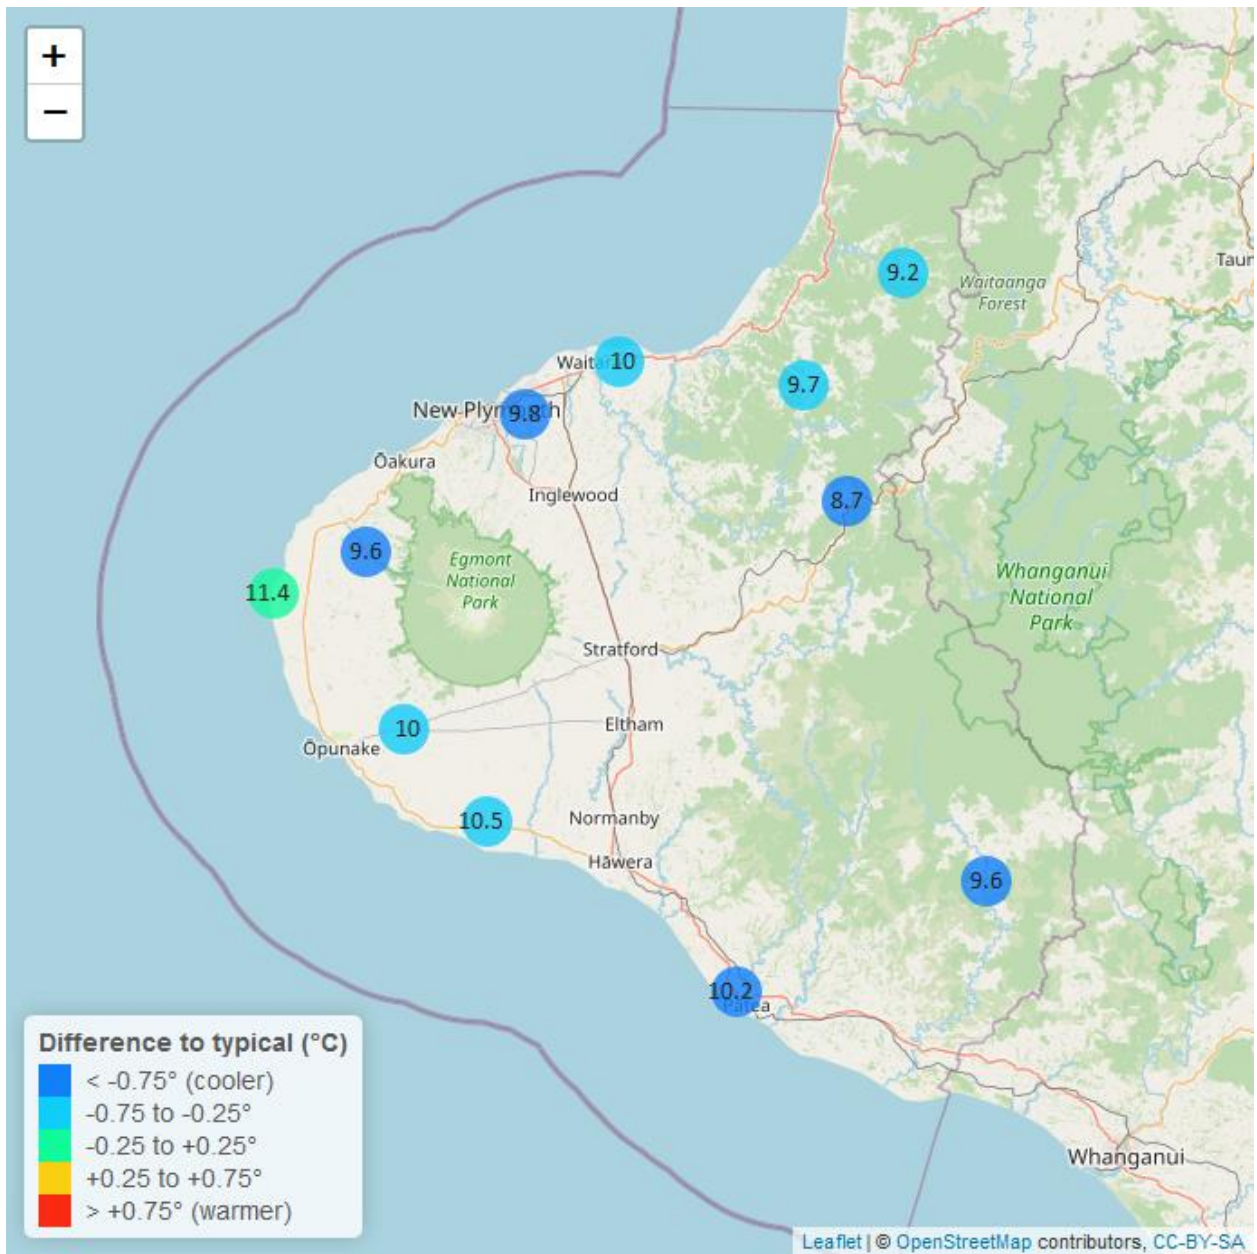 +
−
9.2
Waitaanga
Forest
Taun
Wait
10
9.7
New Plym
9.8
h
Ōakura
Inglewood
8.7
9.6
Egmont
National
Park
11.4
Whanganui
National
Park
Stratford
10
Eltham
Ōpunake
10.5
Normanby
Hāwera
9.6
10.2
Patea
Whanganui
Difference to typical (°C)
< -0.75° (cooler)
-0.75 to -0.25°
-0.25 to +0.25°
+0.25 to +0.75°
> +0.75° (warmer)
Leaflet | © OpenStreetMap contributors, CC-BY-SA